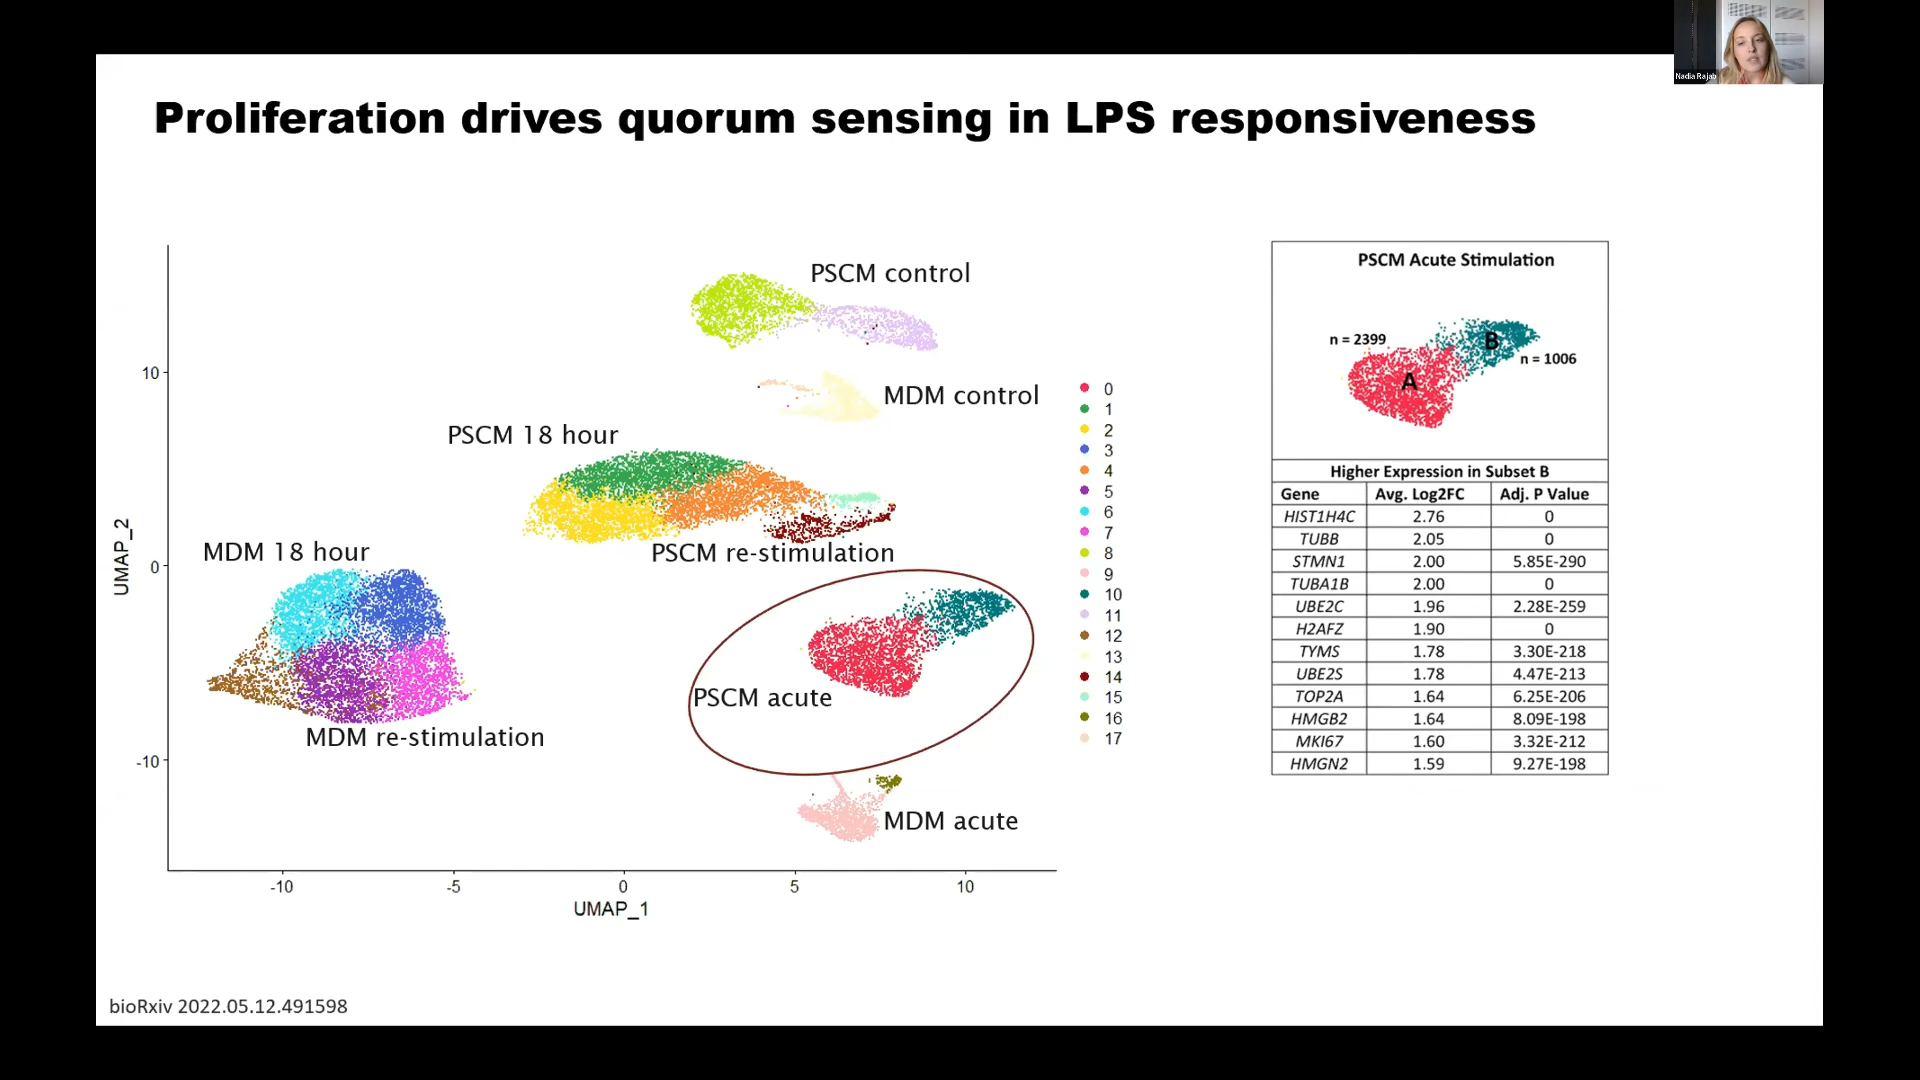 Nadia Rajab
Proliferation drives quorum sensing in LPS responsiveness
PSCM control
MDM control
PSCM 18 hour
PSCM re-stimulation
MDM 18 hour
MDM re-stimulation
PSCM acute
MDM acute
UMAP_2
10
0
-10
-10
-5
0
5
10
UMAP_1
0
1
2
3
4
5
6
7
8
9
10
11
12
13
14
15
16
17
PSCM Acute Stimulation
n = 2399
A
B
n = 1006
Higher Expression in Subset B
Gene Avg. Log2FC Adj. P Value
HIST1H4C 2.76 0
TUBB 2.05 0
STMN1 2.00 5.85E-290
TUBA1B 2.00 0
UBE2C 1.96 2.28E-259
H2AFZ 1.90 0
TYMS 1.78 3.30E-218
UBE2S 1.78 4.47E-213
TOP2A 1.64 6.25E-206
HMGB2 1.64 8.09E-198
MKI67 1.60 3.32E-212
HMGN2 1.59 9.27E-198
bioRxiv 2022.05.12.491598